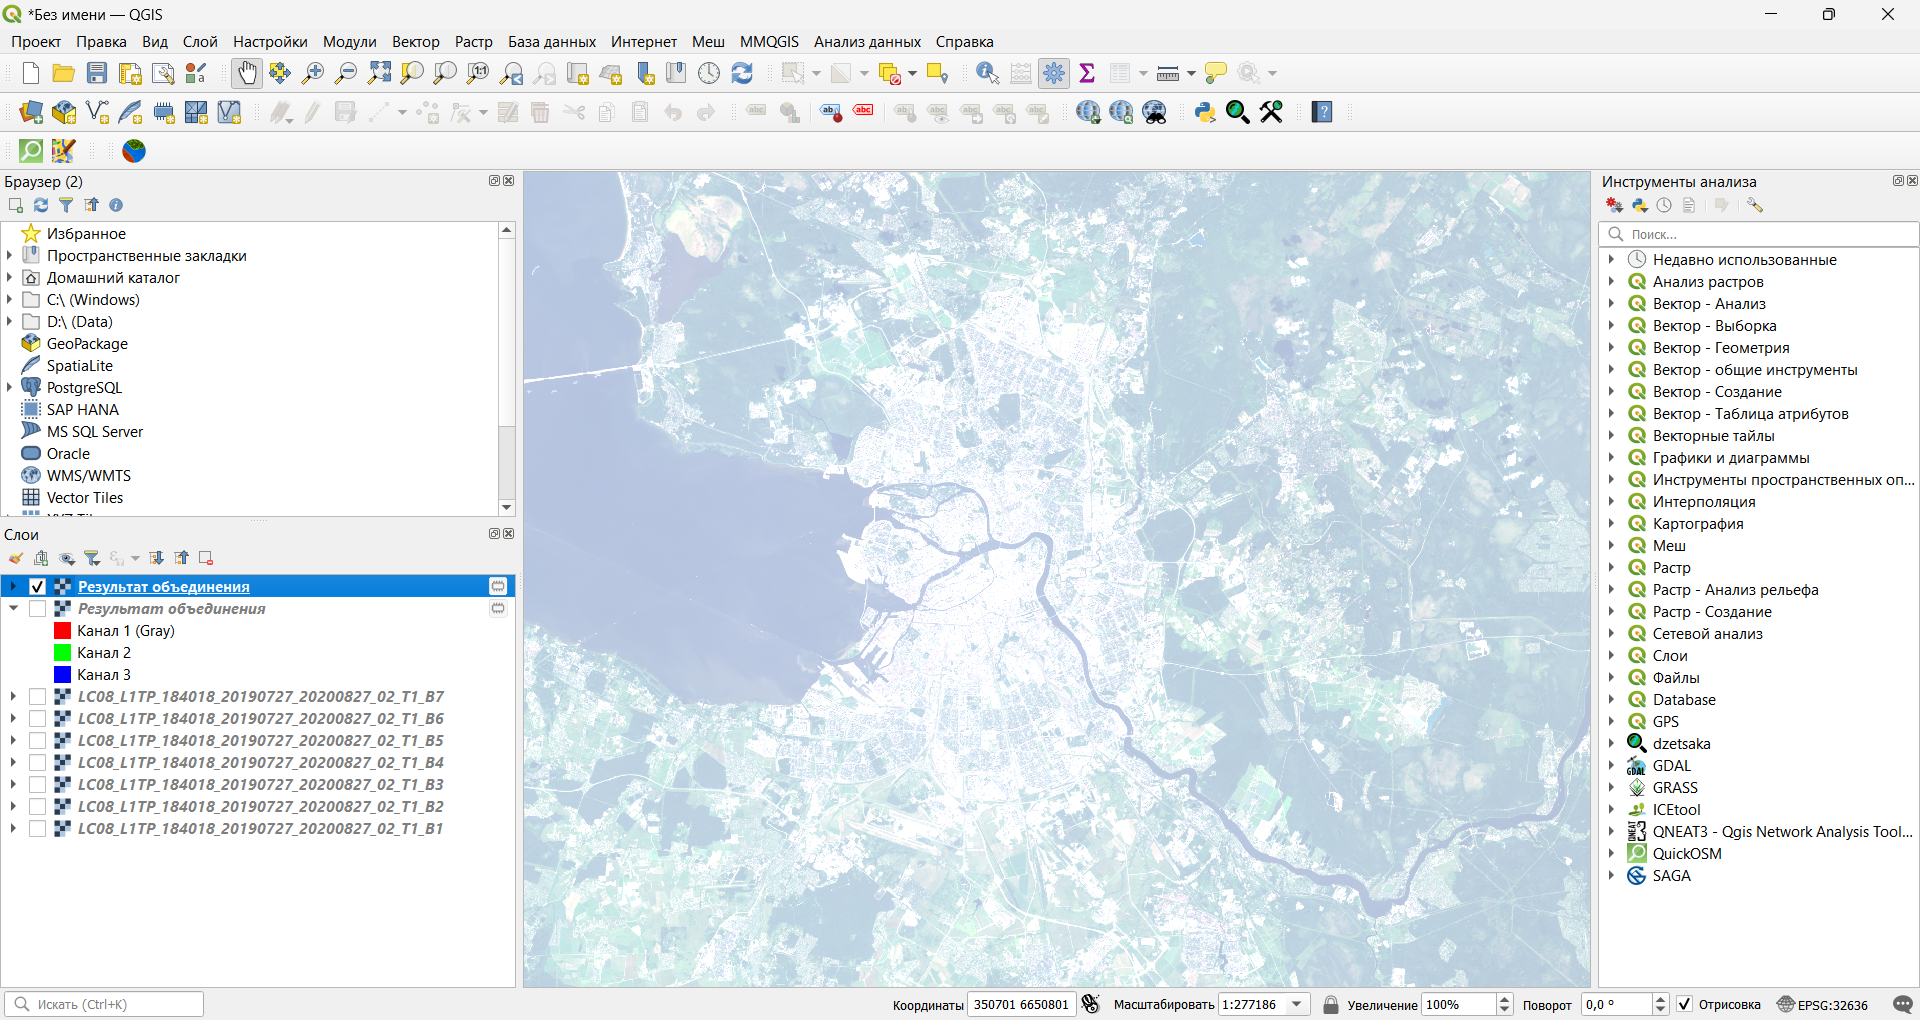 *Без имени — QGIS
Проект Правка Вид Слой Настройки Модули Вектор Растр База данных Интернет Меш MMQGIS Анализ данных Справка
Браузер (2)
Избранное
Пространственные закладки
Домашний каталог
C:\ (Windows)
D:\ (Data)
GeoPackage
SpatiaLite
PostgreSQL
SAP HANA
MS SQL Server
Oracle
WMS/WMTS
Vector Tiles
Слои
Результат объединения
Результат объединения
Канал 1 (Gray)
Канал 2
Канал 3
LC08_L1TP_184018_20190727_20200827_02_T1_B7
LC08_L1TP_184018_20190727_20200827_02_T1_B6
LC08_L1TP_184018_20190727_20200827_02_T1_B5
LC08_L1TP_184018_20190727_20200827_02_T1_B4
LC08_L1TP_184018_20190727_20200827_02_T1_B3
LC08_L1TP_184018_20190727_20200827_02_T1_B2
LC08_L1TP_184018_20190727_20200827_02_T1_B1
Инструменты анализа
Поиск...
Недавно использованные
Анализ растров
Вектор - Анализ
Вектор - Выборка
Вектор - Геометрия
Вектор - общие инструменты
Вектор - Создание
Вектор - Таблица атрибутов
Векторные тайлы
Графики и диаграммы
Инструменты пространственных оп...
Интерполяция
Картография
Меш
Растр
Растр - Анализ рельефа
Растр - Создание
Сетевой анализ
Слои
Файлы
Database
GPS
dzetsaka
GDAL
GRASS
ICEtool
QNEAT3 - Qgis Network Analysis Tool...
QuickOSM
SAGA
Искать (Ctrl+K)
Координаты 350701 6650801 Масштабировать 1:277186 Увеличение 100% Поворот 0,0 ° Отрисовка EPSG:32636